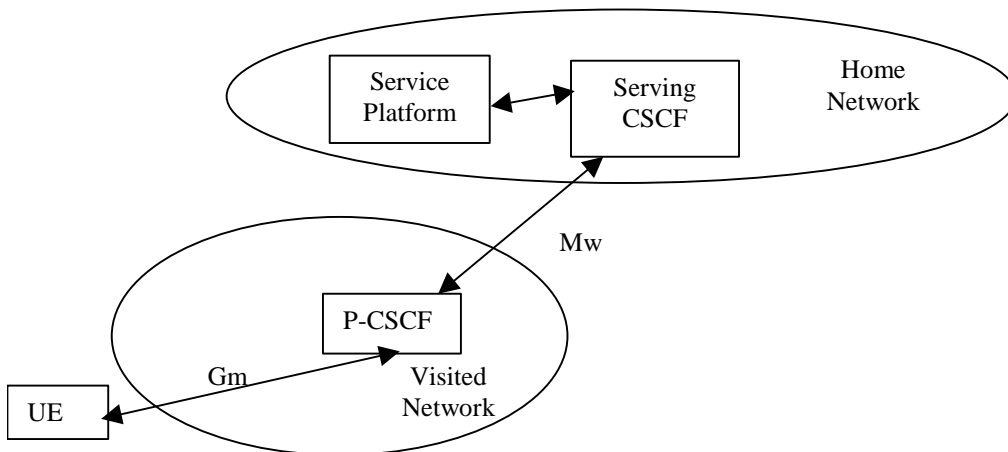 Service
Platform
Serving
CSCF
Home
Network
Mw
P-CSCF
Gm
Visited
Network
UE